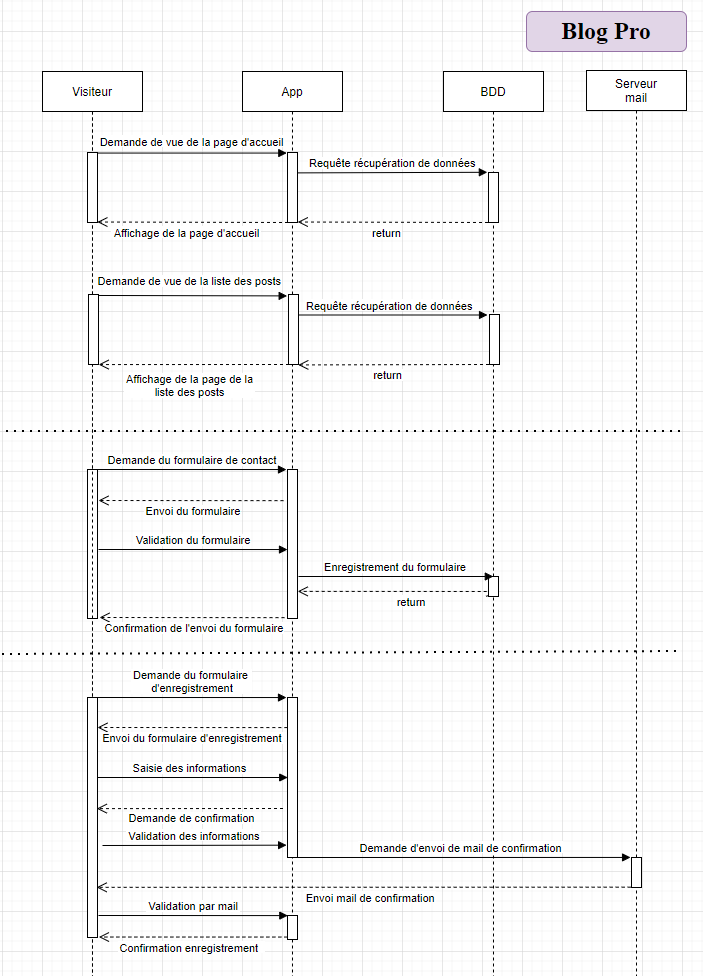 Blog Pro
Visiteur
App
BDD
Serveur
mail
Demande de vue de la page d'accueil
Requête récupération de données
Affichage de la page d'accueil
return
Demande de vue de la liste des posts
Requête récupération de données
Affichage de la page de la
liste des posts
return
Demande du formulaire de contact
Envoi du formulaire
Validation du formulaire
Enregistrement du formulaire
return
Confirmation de l'envoi du formulaire
Demande du formulaire
d'enregistrement
Envoi du formulaire d'enregistrement
Saisie des informations
Demande de confirmation
Validation des informations
Demande d'envoi de mail de confirmation
Envoi mail de confirmation
Validation par mail
Confirmation enregistrement